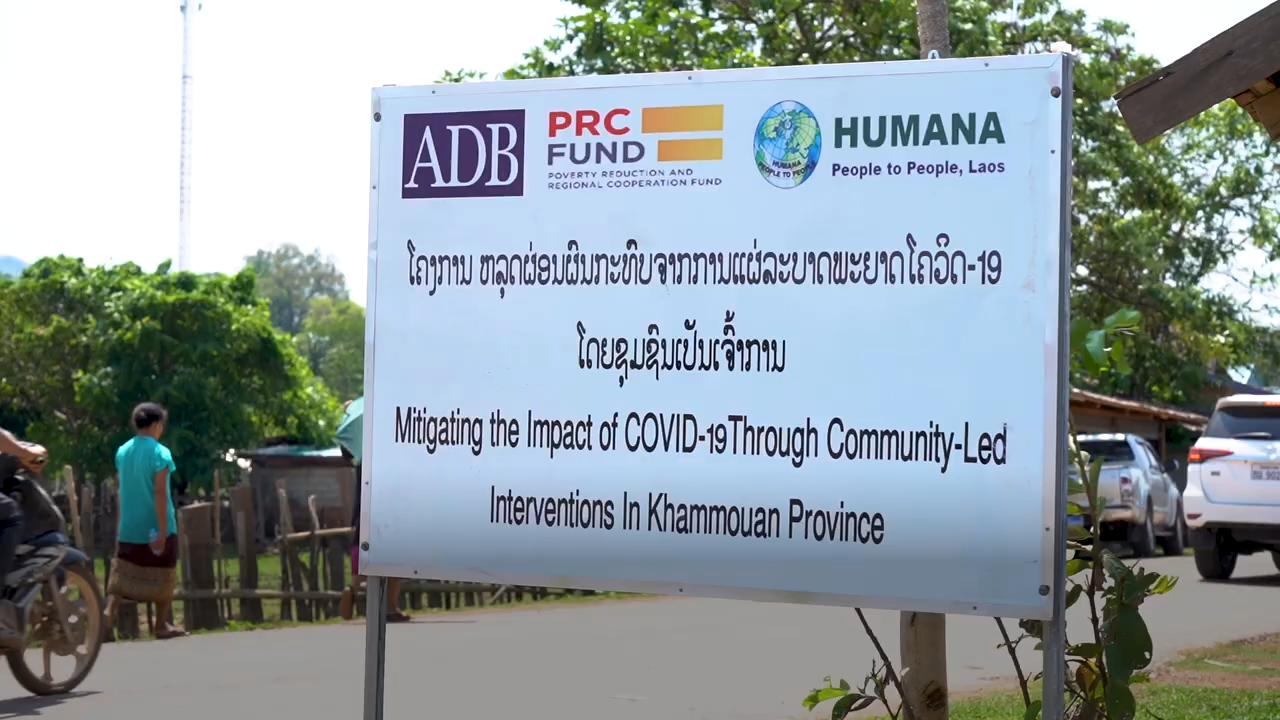 ADB
PRC
FUND
POVERTY REDUCTION AND
REGIONAL COOPERATION FUND
HUMANA
PEOPLE TO PEOPLE
HUMANA
People to People, Laos
ໂຄງການ ຫລຸດຜ່ອນຜົນກະທົບຈາກການແຜ່ລະບາດພະຍາດໂຄວິດ-19
ໂດຍຊຸມຊົນເປັນເຈົ້າການ
Mitigating the Impact of COVID-19Through Community-Led
Interventions In Khammouan Province